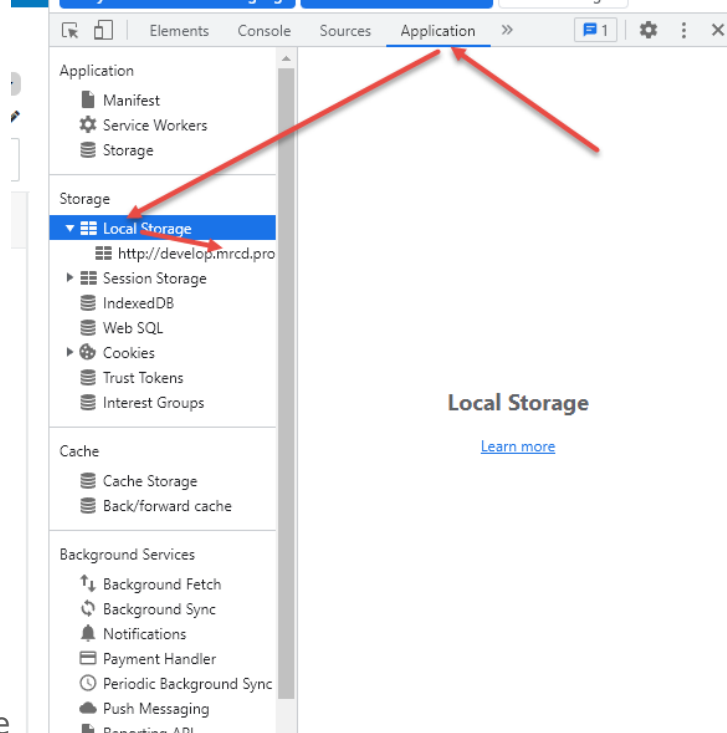 Elements Console Sources Application » 1
Application
Manifest
Service Workers
Storage
Storage
Local Storage
http://develop.mrcd.pro
Session Storage
IndexedDB
Web SQL
Cookies
Trust Tokens
Interest Groups
Local Storage
Learn more
Cache
Cache Storage
Back/forward cache
Background Services
Background Fetch
Background Sync
Notifications
Payment Handler
Periodic Background Sync
Push Messaging
Reporting API